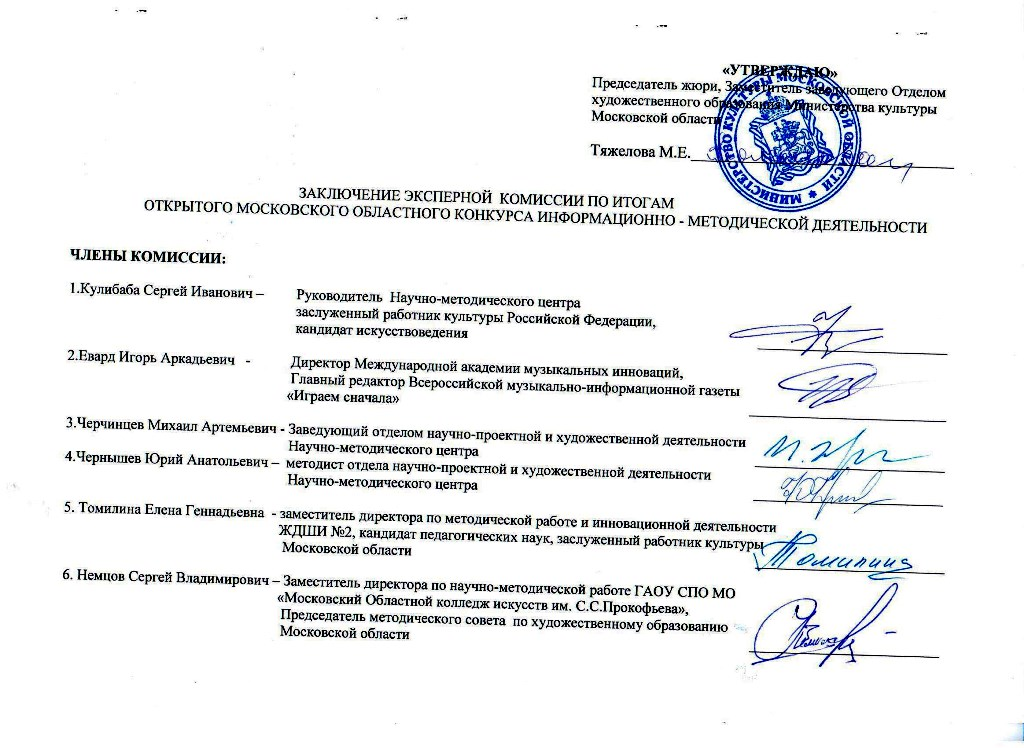 «УТВЕРЖДАЮ»
Председатель жюри, Заместитель заведующего Отделом
художественного образования Министерства культуры
Московской области
Тяжелова М.Е.
МИНИСТЕРСТВО КУЛЬТУРЫ МОСКОВСКОЙ ОБЛАСТИ
ЗАКЛЮЧЕНИЕ ЭКСПЕРНОЙ КОМИССИИ ПО ИТОГАМ
ОТКРЫТОГО МОСКОВСКОГО ОБЛАСТНОГО КОНКУРСА ИНФОРМАЦИОННО - МЕТОДИЧЕСКОЙ ДЕЯТЕЛЬНОСТИ
ЧЛЕНЫ КОМИССИИ:
1.Кулибаба Сергей Иванович – Руководитель Научно-методического центра
заслуженный работник культуры Российской Федерации,
кандидат искусствоведения
2.Евард Игорь Аркадьевич - Директор Международной академии музыкальных инноваций,
Главный редактор Всероссийской музыкально-информационной газеты
«Играем сначала»
3.Черчинцев Михаил Артемьевич - Заведующий отделом научно-проектной и художественной деятельности
Научно-методического центра
4.Чернышев Юрий Анатольевич – методист отдела научно-проектной и художественной деятельности
Научно-методического центра
5. Томилина Елена Геннадьевна - заместитель директора по методической работе и инновационной деятельности
ЖДШИ №2, кандидат педагогических наук, заслуженный работник культуры
Московской области
Томилина
6. Немцов Сергей Владимирович – Заместитель директора по научно-методической работе ГАОУ СПО МО
«Московский Областной колледж искусств им. С.С.Прокофьева»,
Председатель методического совета по художественному образованию
Московской области